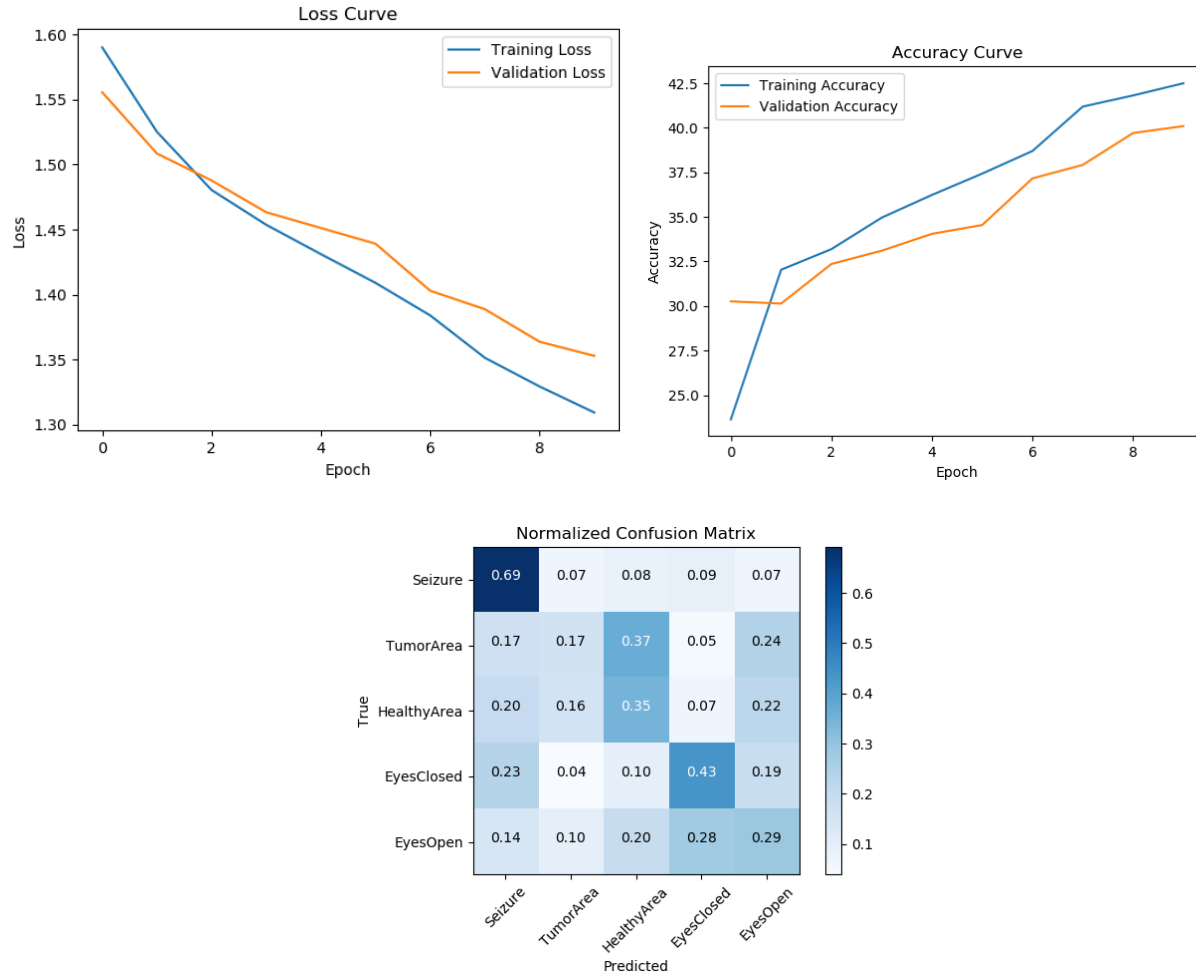 Loss Curve
Training Loss
Validation Loss
1.60
1.55
1.50
1.45
1.40
1.35
1.30
Loss
0 2 4 6 8
Epoch
Accuracy Curve
Training Accuracy
Validation Accuracy
42.5
40.0
37.5
35.0
32.5
30.0
27.5
25.0
Accuracy
0 2 4 6 8
Epoch
Normalized Confusion Matrix
Seizure 0.69 0.07 0.08 0.09 0.07
TumorArea 0.17 0.17 0.37 0.05 0.24
HealthyArea 0.20 0.16 0.35 0.07 0.22
EyesClosed 0.23 0.04 0.10 0.43 0.19
EyesOpen 0.14 0.10 0.20 0.28 0.29
True
Seizure TumorArea HealthyArea EyesClosed EyesOpen
Predicted
0.6
0.5
0.4
0.3
0.2
0.1